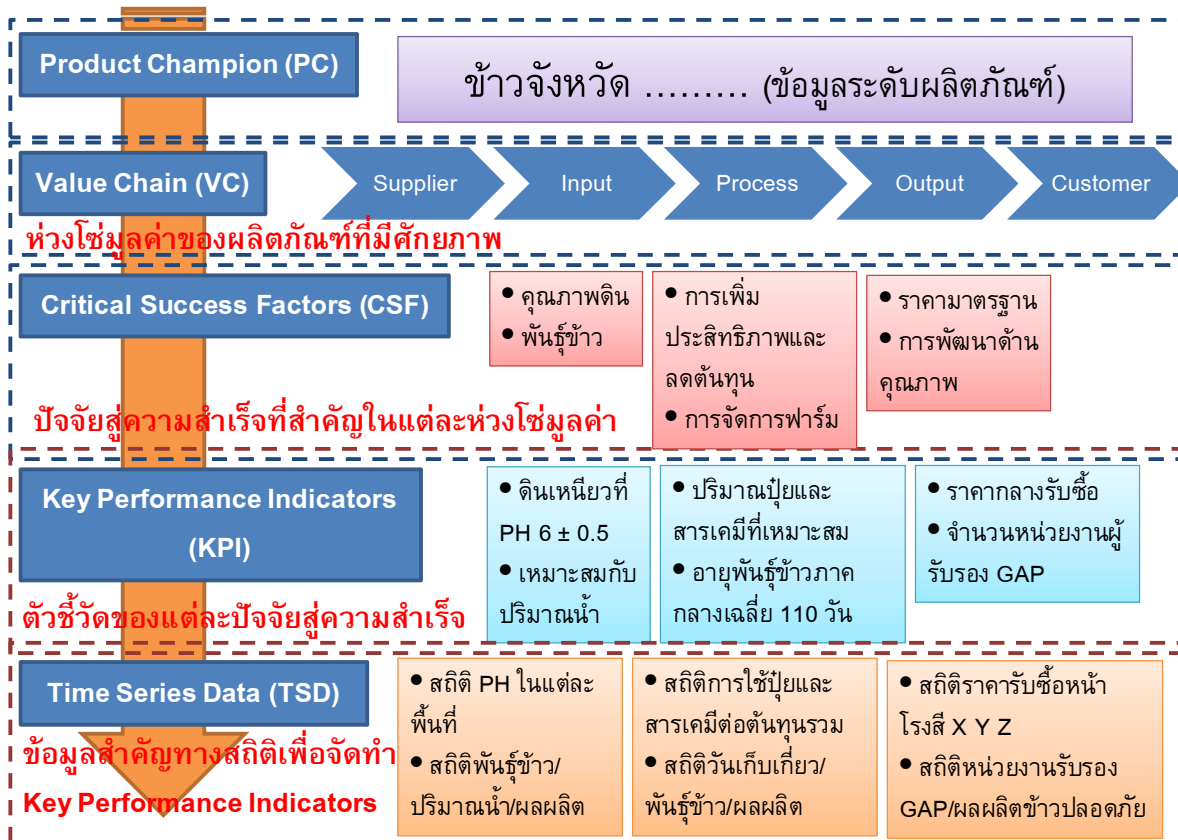 Product Champion (PC)
ข้าวจังหวัด ……… (ข้อมูลระดับผลิตภัณฑ์)
Value Chain (VC)
Supplier
Input
Process
Output
Customer
ห่วงโซ่มูลค่าของผลิตภัณฑ์ที่มีศักยภาพ
Critical Success Factors (CSF)
• คุณภาพดิน
• พันธุ์ข้าว
• การเพิ่ม
ประสิทธิภาพและ
ลดต้นทุน
• การจัดการฟาร์ม
• ราคามาตรฐาน
• การพัฒนาด้าน
คุณภาพ
ปัจจัยสู่ความสำเร็จที่สำคัญในแต่ละห่วงโซ่มูลค่า
Key Performance Indicators
(KPI)
• ดินเหนียวที่
PH 6 ± 0.5
• เหมาะสมกับ
ปริมาณน้ำ
• ปริมาณปุ๋ยและ
สารเคมีที่เหมาะสม
• อายุพันธุ์ข้าวภาค
กลางเฉลี่ย 110 วัน
• ราคากลางรับซื้อ
• จำนวนหน่วยงานผู้
รับรอง GAP
ตัวชี้วัดของแต่ละปัจจัยสู่ความสำเร็จ
Time Series Data (TSD)
• สถิติ PH ในแต่ละ
พื้นที่
• สถิติพันธุ์ข้าว/
ปริมาณน้ำ/ผลผลิต
• สถิติการใช้ปุ๋ยและ
สารเคมีต่อต้นทุนรวม
• สถิติวันเก็บเกี่ยว/
พันธุ์ข้าว/ผลผลิต
• สถิติราคารับซื้อหน้า
โรงสี X Y Z
• สถิติหน่วยงานรับรอง
GAP/ผลผลิตข้าวปลอดภัย
ข้อมูลสำคัญทางสถิติเพื่อจัดทำ
Key Performance Indicators